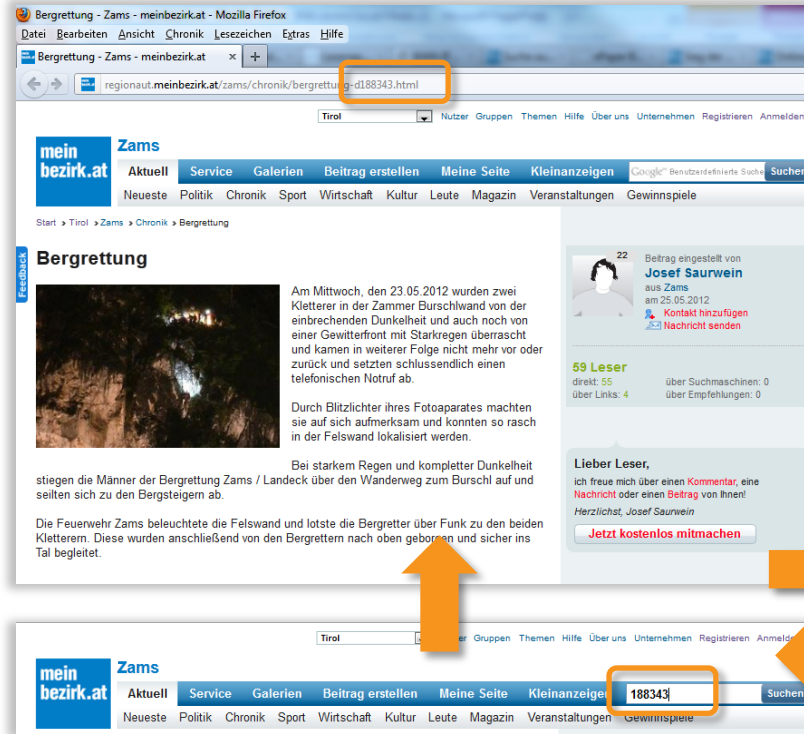 Bergrettung - Zams - meinbezirk.at - Mozilla Firefox
Datei Bearbeiten Ansicht Chronik Lesezeichen Extras Hilfe
Bergrettung - Zams - meinbezirk.at × +
regionaut.meinbezirk.at/zams/chronik/bergrettung-d188343.html
Tirol Nutzer Gruppen Themen Hilfe Über uns Unternehmen Registrieren Anmelden
mein
bezirk.at
Zams
Aktuell Service Galerien Beitrag erstellen Meine Seite Kleinanzeigen Google™ Benutzerdefinierte Suche Suchen
Neueste Politik Chronik Sport Wirtschaft Kultur Leute Magazin Veranstaltungen Gewinnspiele
Start › Tirol › Zams › Chronik › Bergrettung
Feedback
Bergrettung
Am Mittwoch, den 23.05.2012 wurden zwei
Kletterer in der Zammer Burschlwand von der
einbrechenden Dunkelheit und auch noch von
einer Gewitterfront mit Starkregen überrascht
und kamen in weiterer Folge nicht mehr vor oder
zurück und setzten schlussendlich einen
telefonischen Notruf ab.
Durch Blitzlichter ihres Fotoaparates machten
sie auf sich aufmerksam und konnten so rasch
in der Felswand lokalisiert werden.
Bei starkem Regen und kompletter Dunkelheit
stiegen die Männer der Bergrettung Zams / Landeck über den Wanderweg zum Burschl auf und
seilten sich zu den Bergsteigern ab.
Die Feuerwehr Zams beleuchtete die Felswand und lotste die Bergretter über Funk zu den beiden
Kletterern. Diese wurden anschließend von den Bergrettern nach oben geborgen und sicher ins
Tal begleitet.
22
Beitrag eingestellt von
Josef Saurwein
aus Zams
am 25.05.2012
Kontakt hinzufügen
Nachricht senden
59 Leser
direkt: 55 über Suchmaschinen: 0
über Links: 4 über Empfehlungen: 0
Lieber Leser,
ich freue mich über einen Kommentar, eine
Nachricht oder einen Beitrag von Ihnen!
Herzlichst, Josef Saurwein
Jetzt kostenlos mitmachen
Tirol Gruppen Themen Hilfe Über uns Unternehmen Registrieren
mein
bezirk.at
Zams
Aktuell Service Galerien Beitrag erstellen Meine Seite Kleinanzeigen 188343 Suchen
Neueste Politik Chronik Sport Wirtschaft Kultur Leute Magazin Veranstaltungen Gewinnspiele